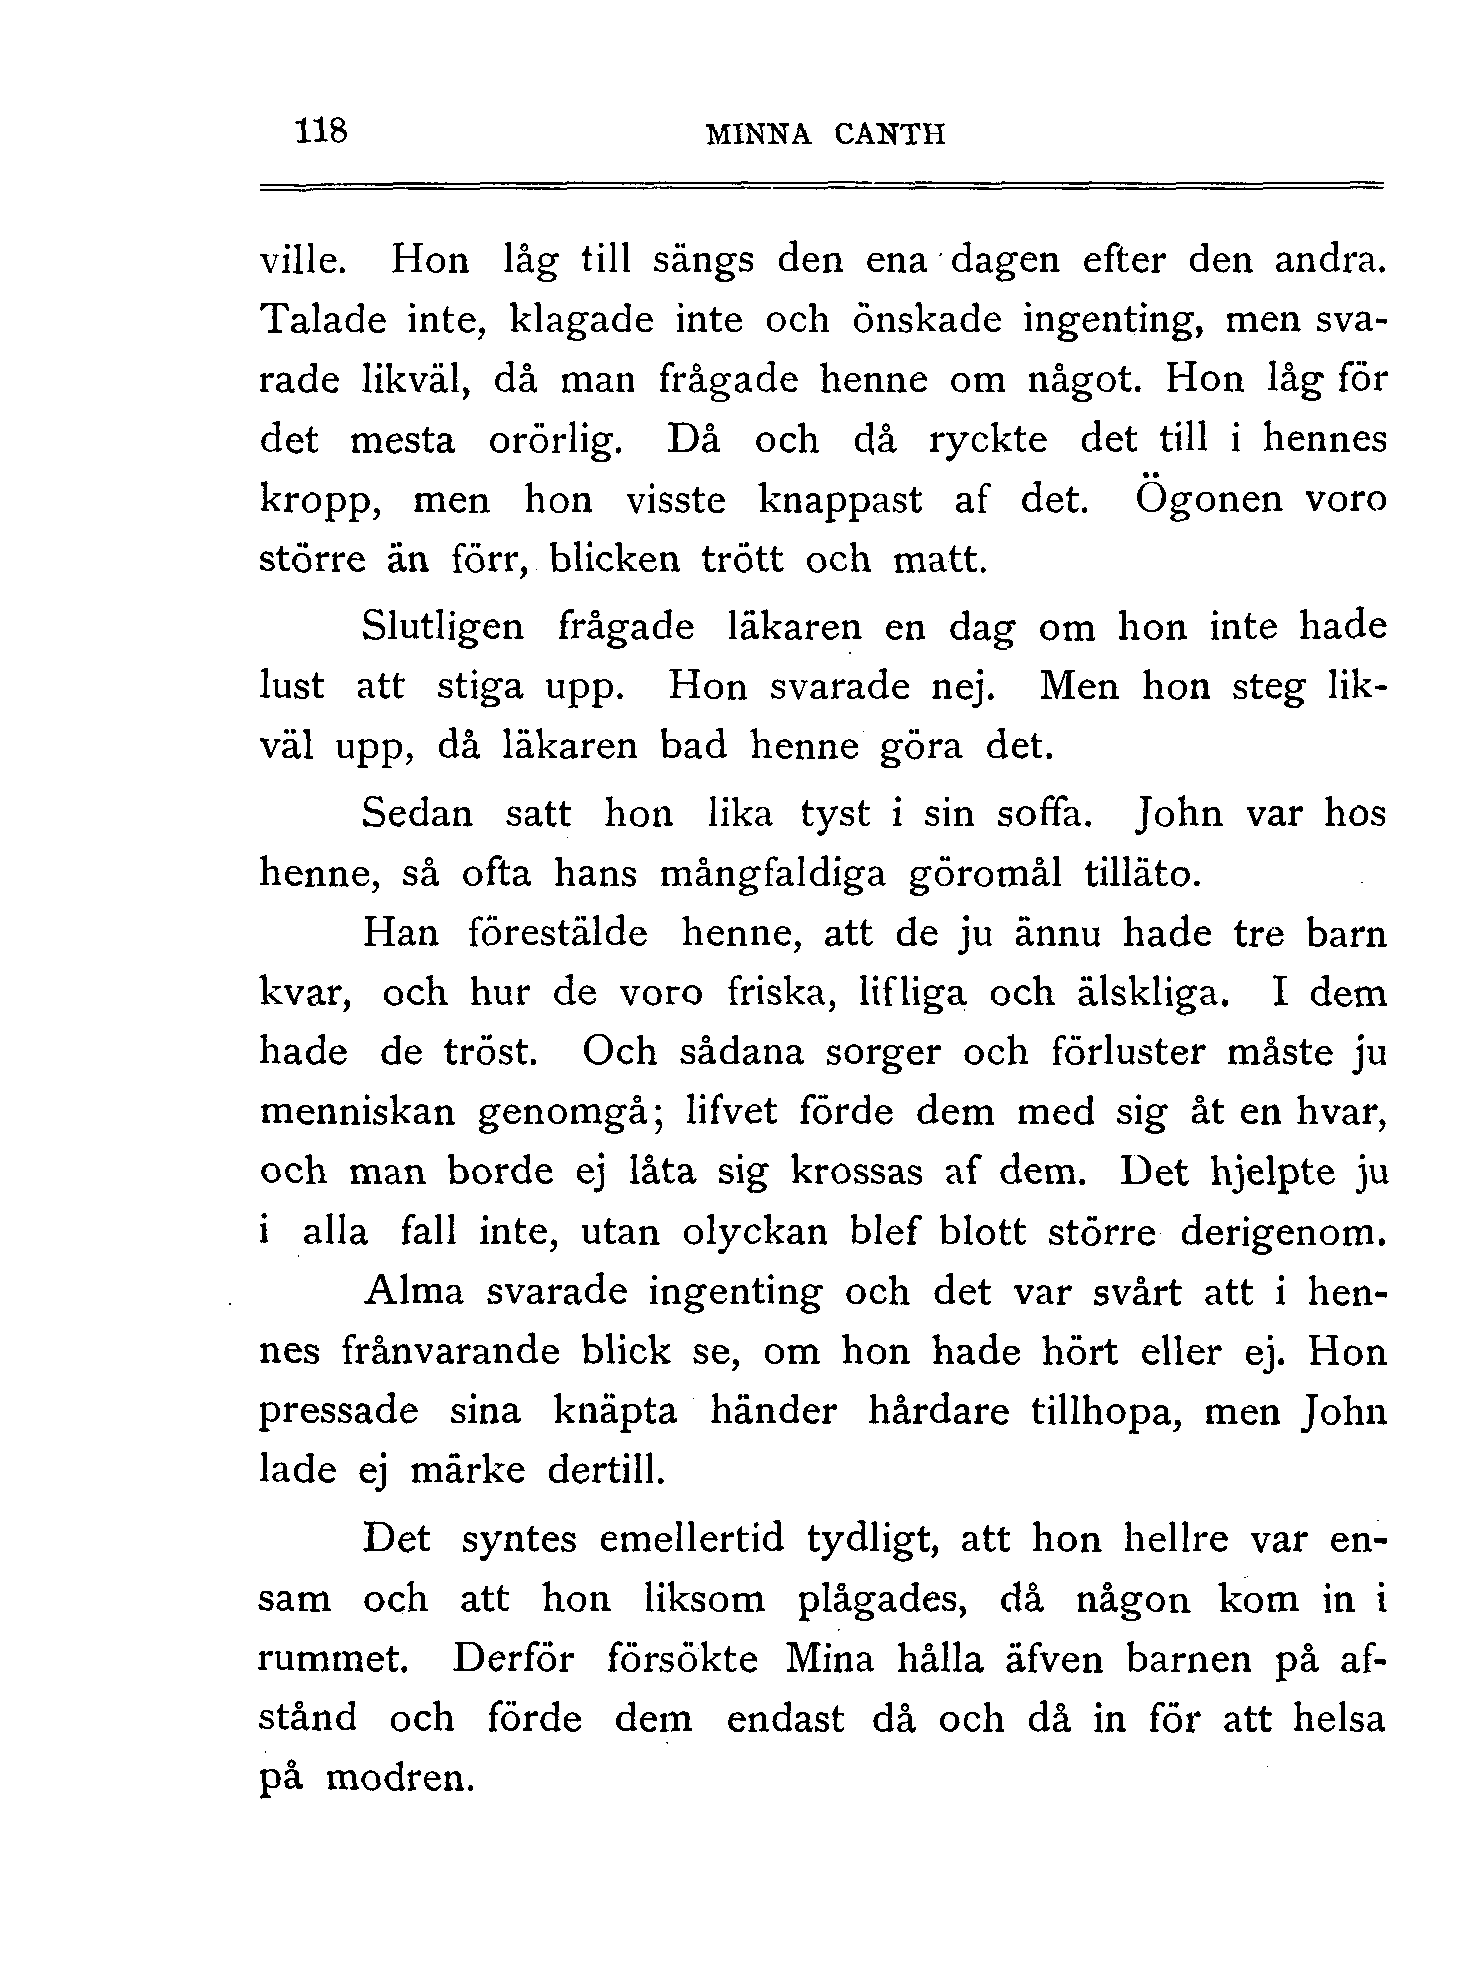 118 MINNA CANTH
ville. Hon låg till sängs den ena dagen efter den andra.
Talade inte, klagade inte och önskade ingenting, men sva-
rade likväl, då man frågade henne om något. Hon låg för
det mesta orörlig. Då och då ryckte det till i hennes
kropp, men hon visste knappast af det. Ögonen voro
större än förr, blicken trött och matt.
Slutligen frågade läkaren en dag om hon inte hade
lust att stiga upp. Hon svarade nej. Men hon steg lik-
väl upp, då läkaren bad henne göra det.
Sedan satt hon lika tyst i sin soffa. John var hos
henne, så ofta hans mångfaldiga göromål tilläto.
Han förestälde henne, att de ju ännu hade tre barn
kvar, och hur de voro friska, lifliga och älskliga. I dem
hade de tröst. Och sådana sorger och förluster måste ju
menniskan genomgå; lifvet förde dem med sig åt en hvar,
och man borde ej låta sig krossas af dem. Det hjelpte ju
i alla fall inte, utan olyckan blef blott större derigenom.
Alma svarade ingenting och det var svårt att i hen-
nes frånvarande blick se, om hon hade hört eller ej. Hon
pressade sina knäpta händer hårdare tillhopa, men John
lade ej märke dertill.
Det syntes emellertid tydligt, att hon hellre var en-
sam och att hon liksom plågades, då någon kom in i
rummet. Derför försökte Mina hålla äfven barnen på af-
stånd och förde dem endast då och då in för att helsa
på modren.